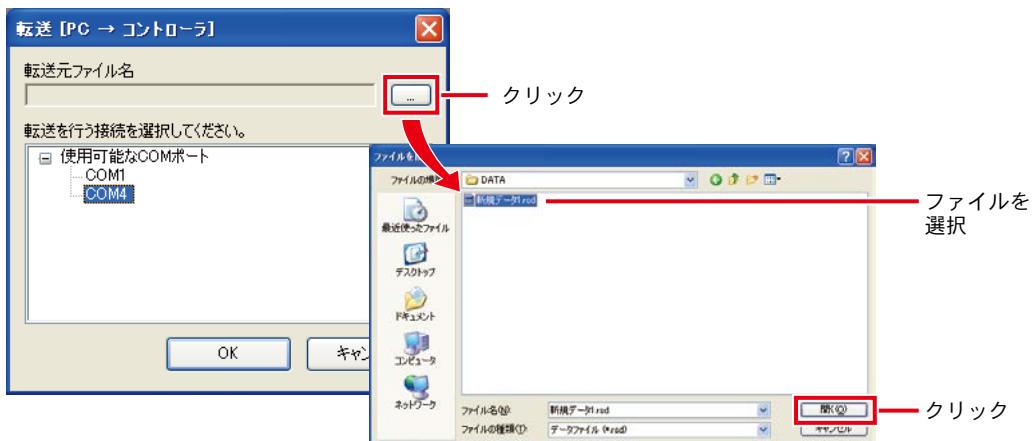 転送 [PC → コントローラ]
転送元ファイル名
...
クリック
転送を行う接続を選択してください。
使用可能なCOMポート
COM1
COM4
OK
ファイルの場
DATA
新規データ1.rsd
ファイルを
選択
最近使ったファイル
デスクトップ
ドキュメント
コンピュータ
ネットワーク
ファイル名(N):
新規データ1.rsd
開く(O)
クリック
ファイルの種類(T):
データファイル (*.rsd)
キャンセル